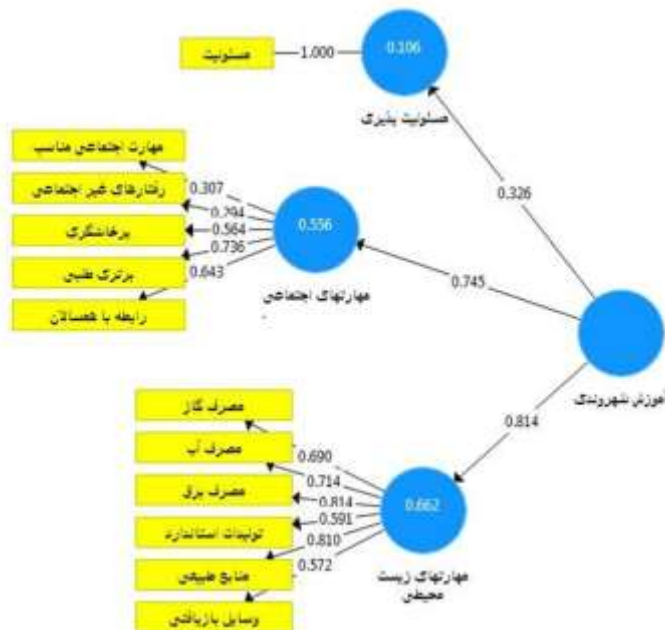 مسئولیت
1.000
0.106
مسئولیت پذیری
0.326
مهارت اجتماعی مناسب
رفتارهای غیر اجتماعی
پرخاشگری
برتری طلبی
رابطه با همسالان
0.307
0.294
0.564
0.736
0.643
0.556
مهارتهای اجتماعی
0.745
آموزش شهروندی
0.814
مصرف گاز
مصرف آب
مصرف برق
تولیدات استاندارد
منابع طبیعی
وسایل بازیافتی
0.690
0.714
0.814
0.591
0.810
0.572
0.662
مهارتهای زیست
محیطی